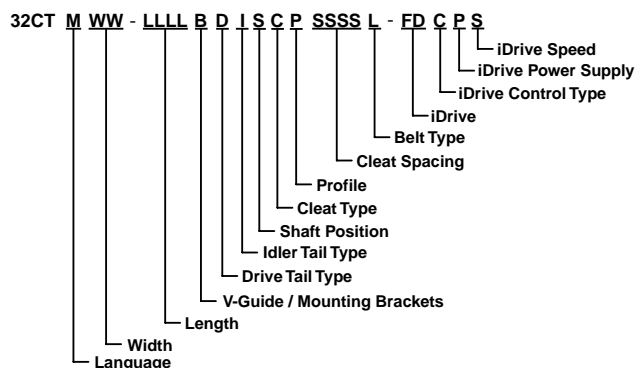 32CT M WW - LLLL B D I S C P SSSS L - FD C P S
iDrive Speed
iDrive Power Supply
iDrive Control Type
iDrive
Belt Type
Cleat Spacing
Profile
Cleat Type
Shaft Position
Idler Tail Type
Drive Tail Type
V-Guide / Mounting Brackets
Length
Width
Language